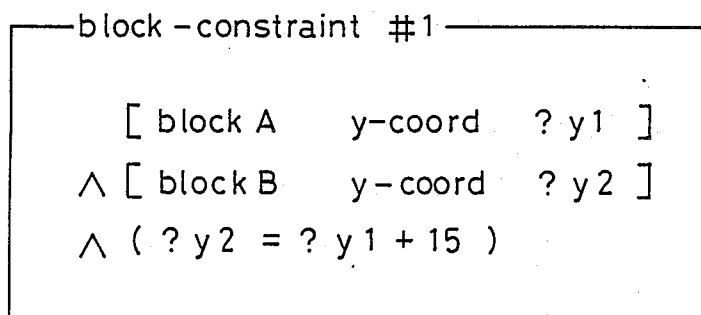 block-constraint #1
[ block A y-coord ? y1 ]
∧ [ block B y-coord ? y2 ]
∧ ( ? y2 = ? y1 + 15 )